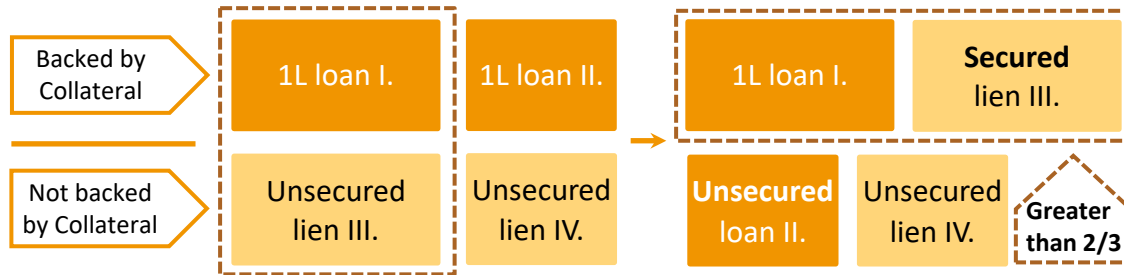 Backed by
Collateral
1L loan I.
1L loan II.
1L loan I.
Secured
lien III.
Not backed
by Collateral
Unsecured
lien III.
Unsecured
lien IV.
Unsecured
loan II.
Unsecured
lien IV.
Greater
than 2/3